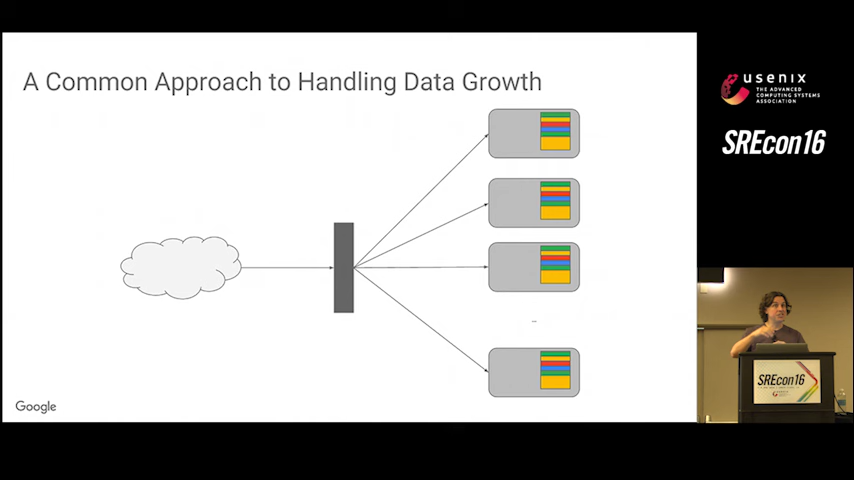 A Common Approach to Handling Data Growth
...
Google
usenix
THE ADVANCED
COMPUTING SYSTEMS
ASSOCIATION
SREcon16
SREcon16